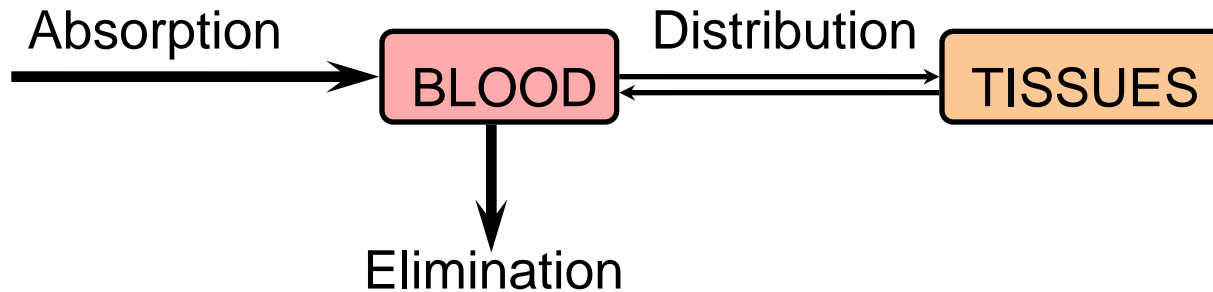 Absorption
Distribution
BLOOD
TISSUES
Elimination